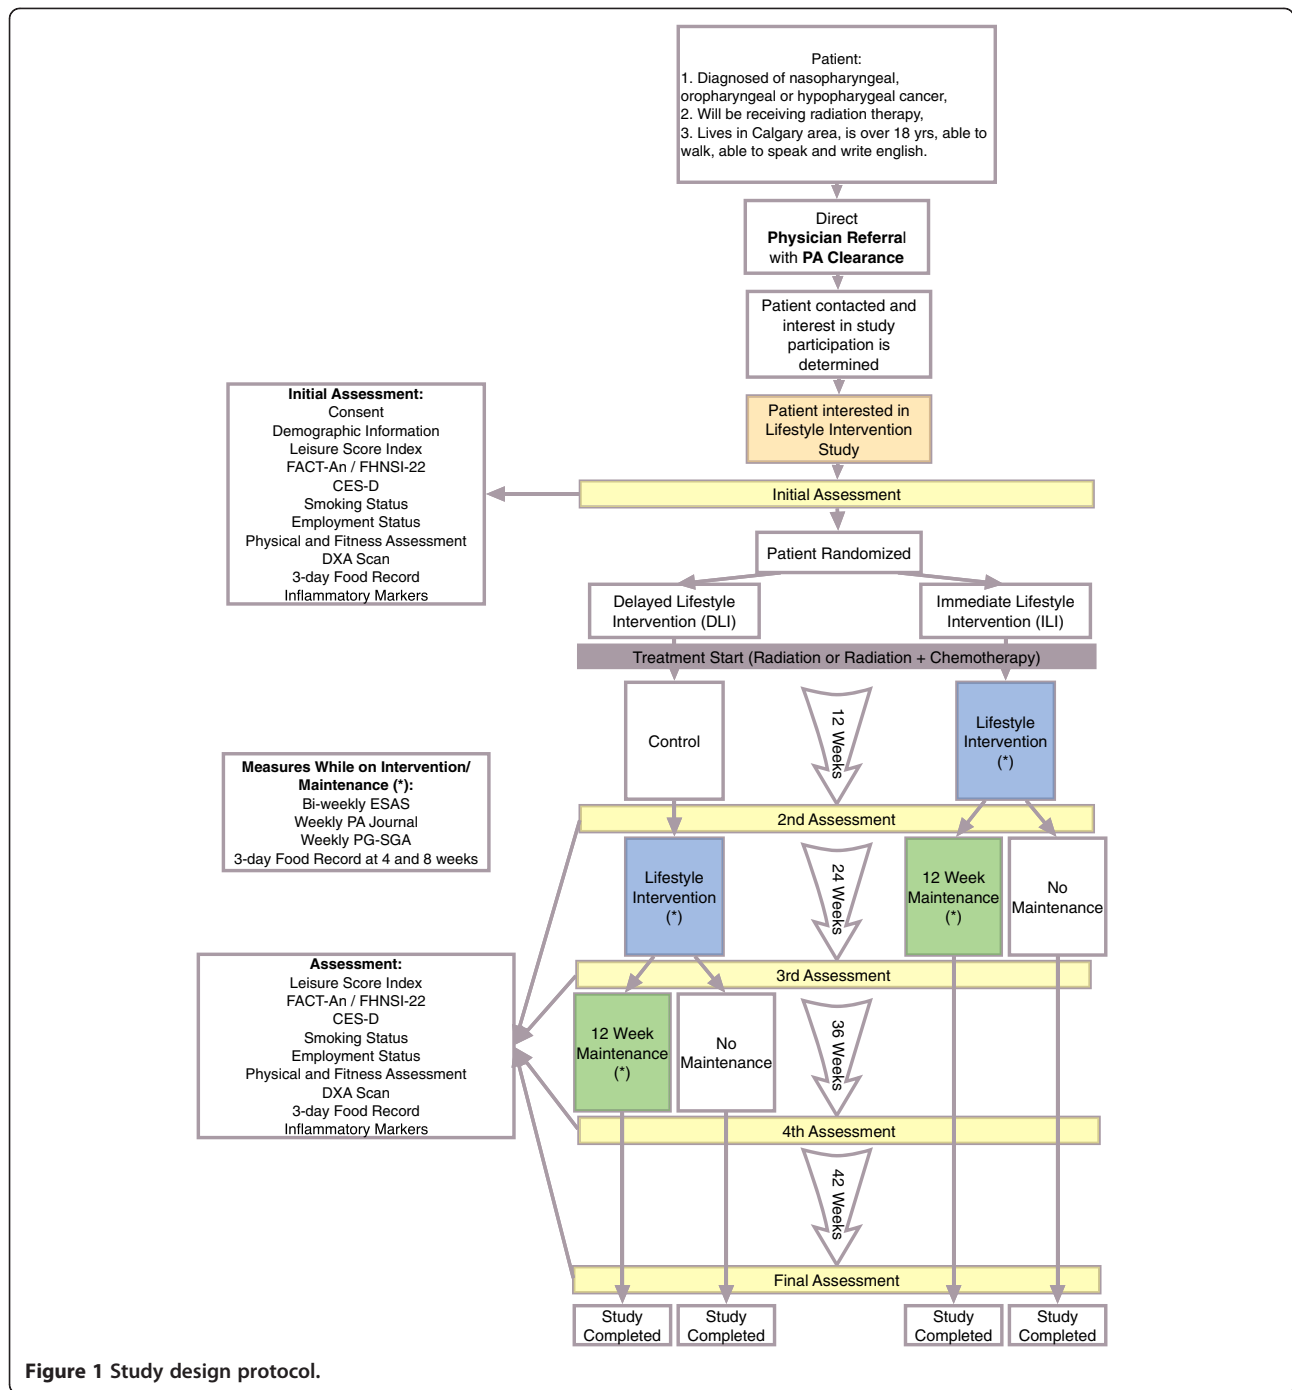 Patient:
1. Diagnosed of nasopharyngeal,
oropharyngeal or hypopharygeal cancer,
2. Will be receiving radiation therapy,
3. Lives in Calgary area, is over 18 yrs, able to
walk, able to speak and write english.
Direct
Physician Referral
with PA Clearance
Patient contacted and
interest in study
participation is
determined
Patient interested in
Lifestyle Intervention
Study
Initial Assessment:
Consent
Demographic Information
Leisure Score Index
FACT-An / FHNSI-22
CES-D
Smoking Status
Employment Status
Physical and Fitness Assessment
DXA Scan
3-day Food Record
Inflammatory Markers
Initial Assessment
Patient Randomized
Delayed Lifestyle
Intervention (DLI)
Immediate Lifestyle
Intervention (ILI)
Treatment Start (Radiation or Radiation + Chemotherapy)
Control
12 Weeks
Lifestyle
Intervention
(*)
Measures While on Intervention/
Maintenance (*):
Bi-weekly ESAS
Weekly PA Journal
Weekly PG-SGA
3-day Food Record at 4 and 8 weeks
2nd Assessment
Lifestyle
Intervention
(*)
24 Weeks
12 Week
Maintenance
(*)
No
Maintenance
Assessment:
Leisure Score Index
FACT-An / FHNSI-22
CES-D
Smoking Status
Employment Status
Physical and Fitness Assessment
DXA Scan
3-day Food Record
Inflammatory Markers
3rd Assessment
12 Week
Maintenance
(*)
No
Maintenance
36 Weeks
4th Assessment
42 Weeks
Final Assessment
Study
Completed
Study
Completed
Study
Completed
Study
Completed
Figure 1 Study design protocol.